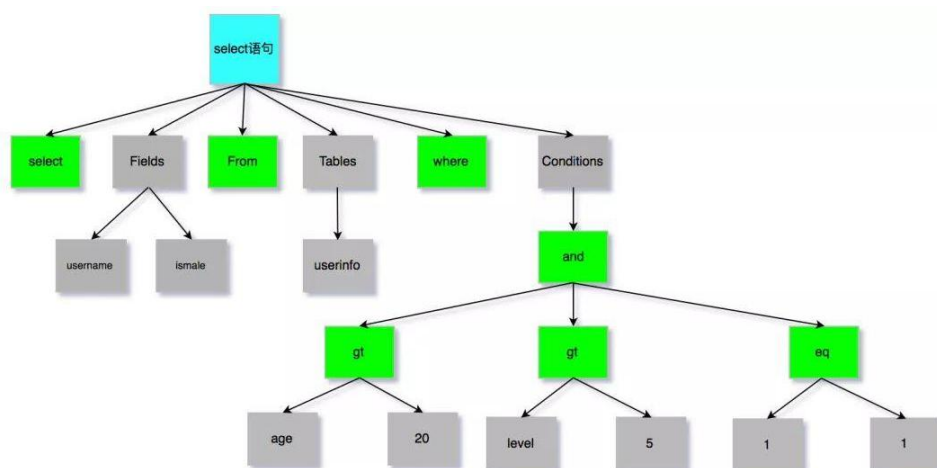 select语句
select
Fields
From
Tables
where
Conditions
username
ismale
userinfo
and
gt
gt
eq
age
20
level
5
1
1